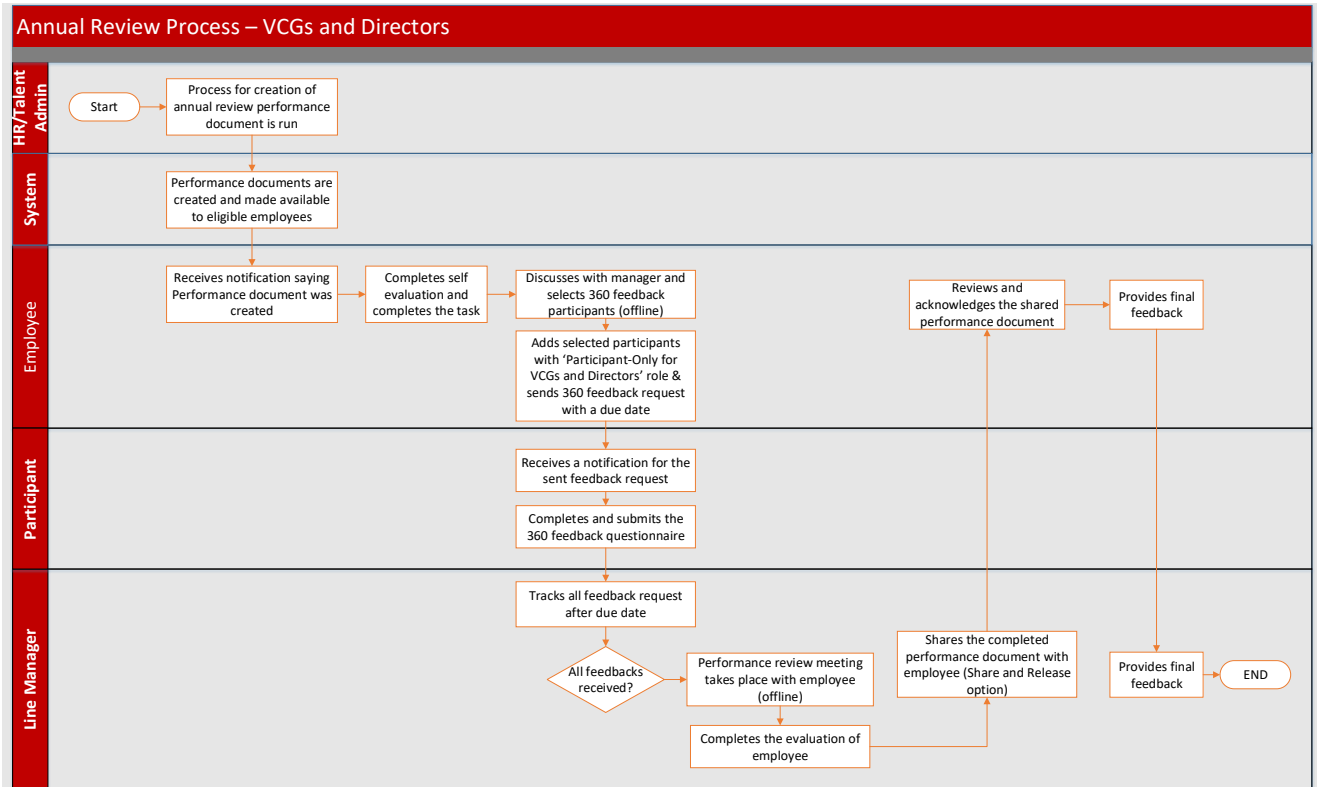 Annual Review Process – VCGs and Directors
HR/Talent
Admin
Start
Process for creation of
annual review performance
document is run
System
Performance documents are
created and made available
to eligible employees
Employee
Receives notification saying
Performance document was
created
Completes self
evaluation and
completes the task
Discusses with manager and
selects 360 feedback
participants (offline)
Adds selected participants
with ‘Participant-Only for
VCGs and Directors’ role &
sends 360 feedback request
with a due date
Reviews and
acknowledges the shared
performance document
Provides final
feedback
Participant
Receives a notification for the
sent feedback request
Completes and submits the
360 feedback questionnaire
Line Manager
Tracks all feedback request
after due date
All feedbacks
received?
Performance review meeting
takes place with employee
(offline)
Completes the evaluation of
employee
Shares the completed
performance document with
employee (Share and Release
option)
Provides final
feedback
END